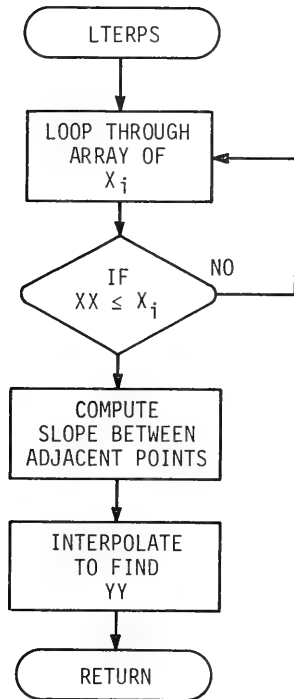 LTERPS
LOOP THROUGH
ARRAY OF
Xi
IF
XX ≤ Xi
NO
COMPUTE
SLOPE BETWEEN
ADJACENT POINTS
INTERPOLATE
TO FIND
YY
RETURN